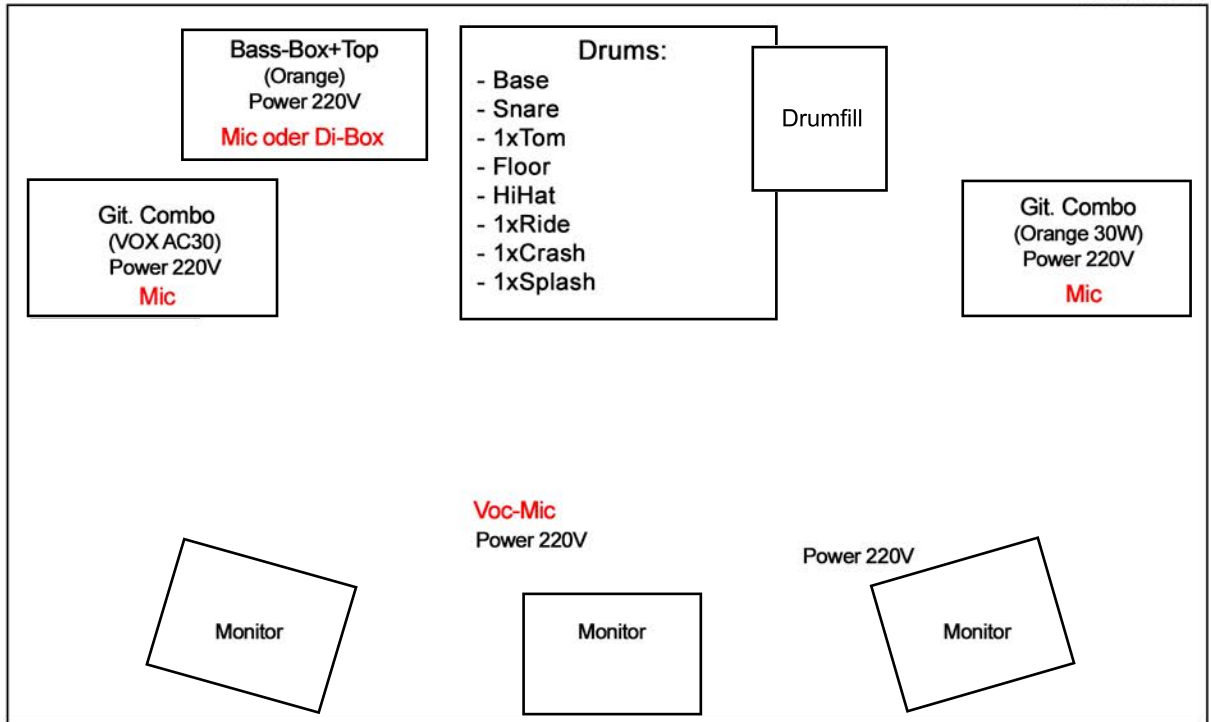 Bass-Box+Top
(Orange)
Power 220V
Mic oder Di-Box
Drums:
- Base
- Snare
- 1xTom
- Floor
- HiHat
- 1xRide
- 1xCrash
- 1xSplash
Drumfill
Git. Combo
(VOX AC30)
Power 220V
Mic
Git. Combo
(Orange 30W)
Power 220V
Mic
Voc-Mic
Power 220V
Power 220V
Monitor
Monitor
Monitor